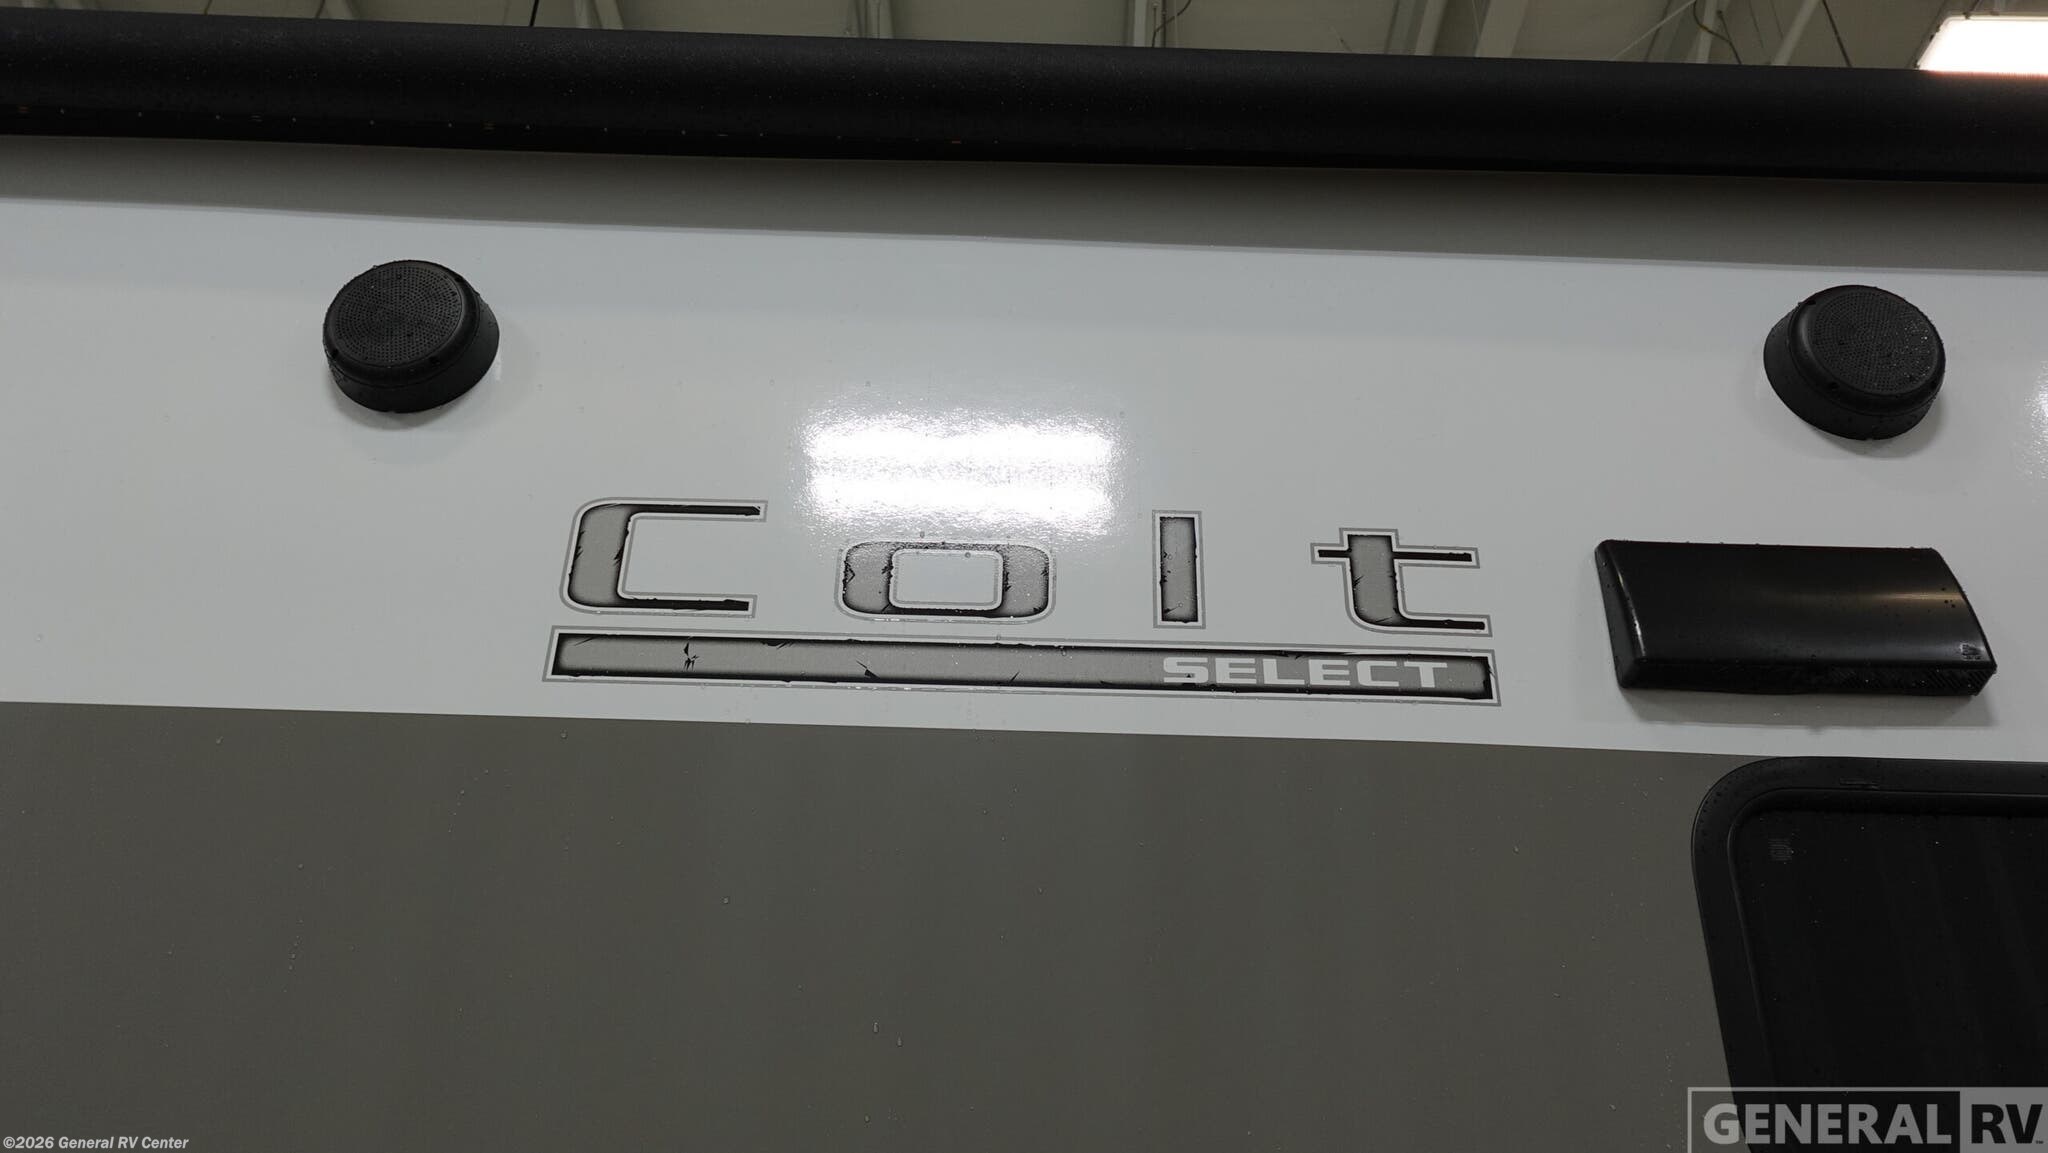 Colt
SELECT
©2026 General RV Center
GENERAL RV